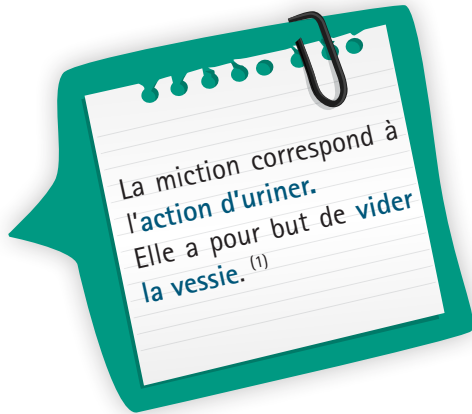 La miction correspond à
l'action d'uriner.
Elle a pour but de vider
la vessie. (1)